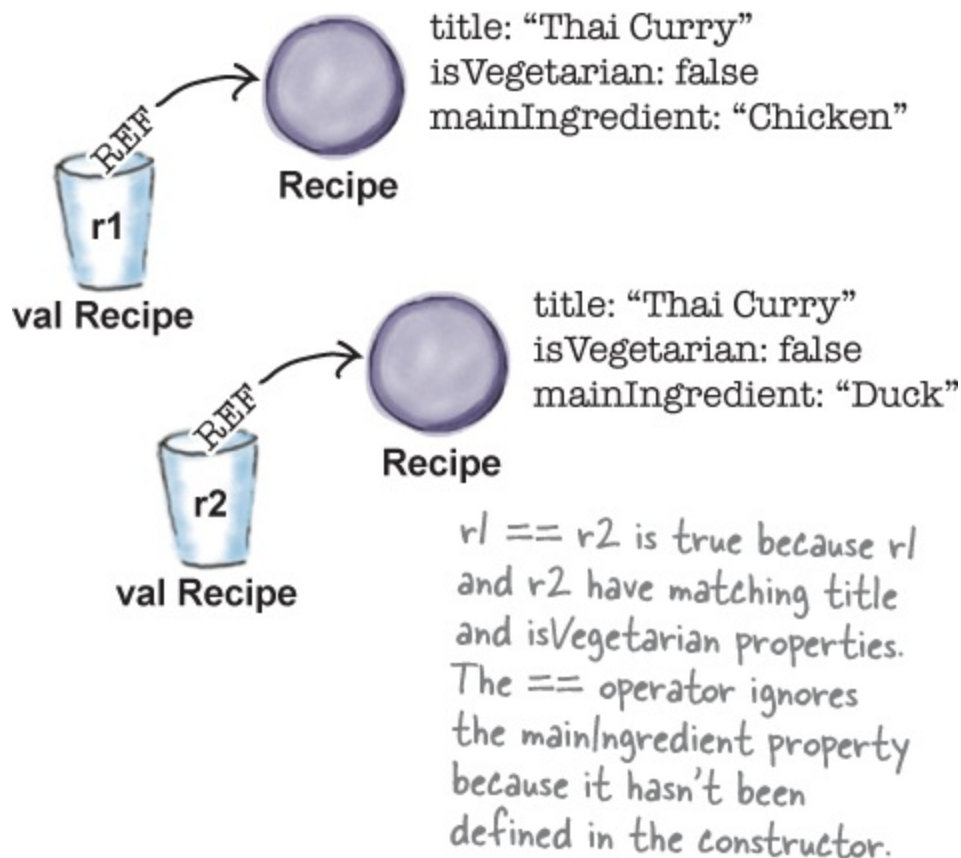 title: “Thai Curry”
isVegetarian: false
mainIngredient: “Chicken”
REF
Recipe
r1
val Recipe
title: “Thai Curry”
isVegetarian: false
mainIngredient: “Duck”
REF
Recipe
r2
val Recipe
r1 == r2 is true because r1
and r2 have matching title
and isVegetarian properties.
The == operator ignores
the mainIngredient property
because it hasn't been
defined in the constructor.